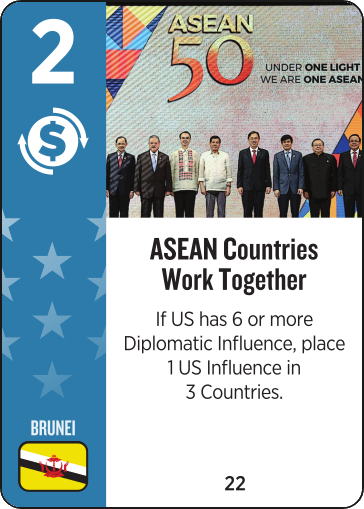 2
$
ASEAN
50
UNDER ONE LIGHT
WE ARE ONE ASEAN
ASEAN Countries
Work Together
If US has 6 or more
Diplomatic Influence, place
1 US Influence in
3 Countries.
BRUNEI
22